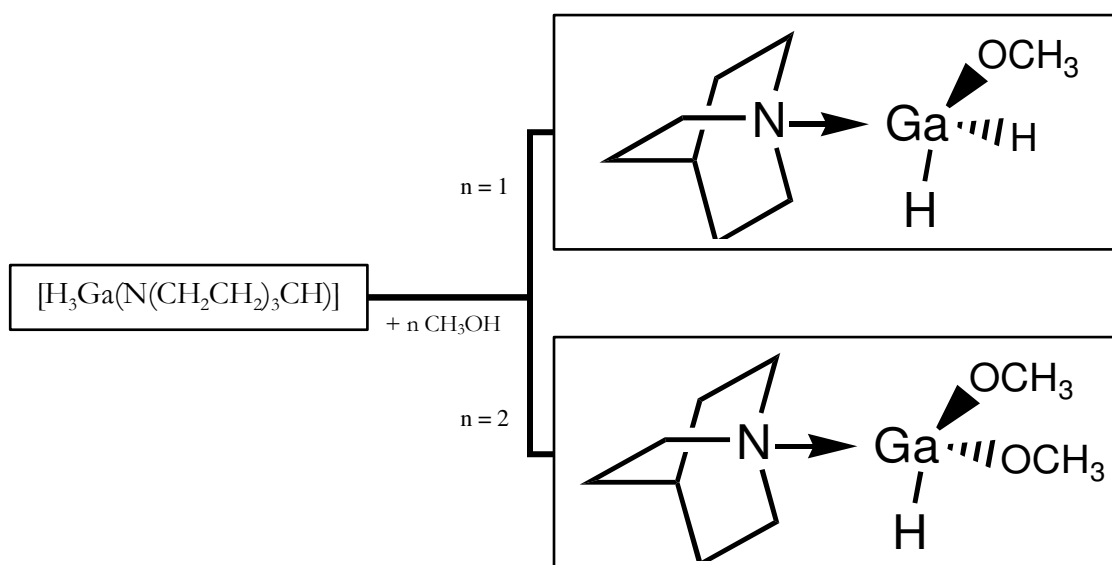 OCH₃
N
Ga
H
H
n = 1
[H₃Ga(N(CH₂CH₂)₃CH)]
+ n CH₃OH
n = 2
OCH₃
N
Ga
OCH₃
H